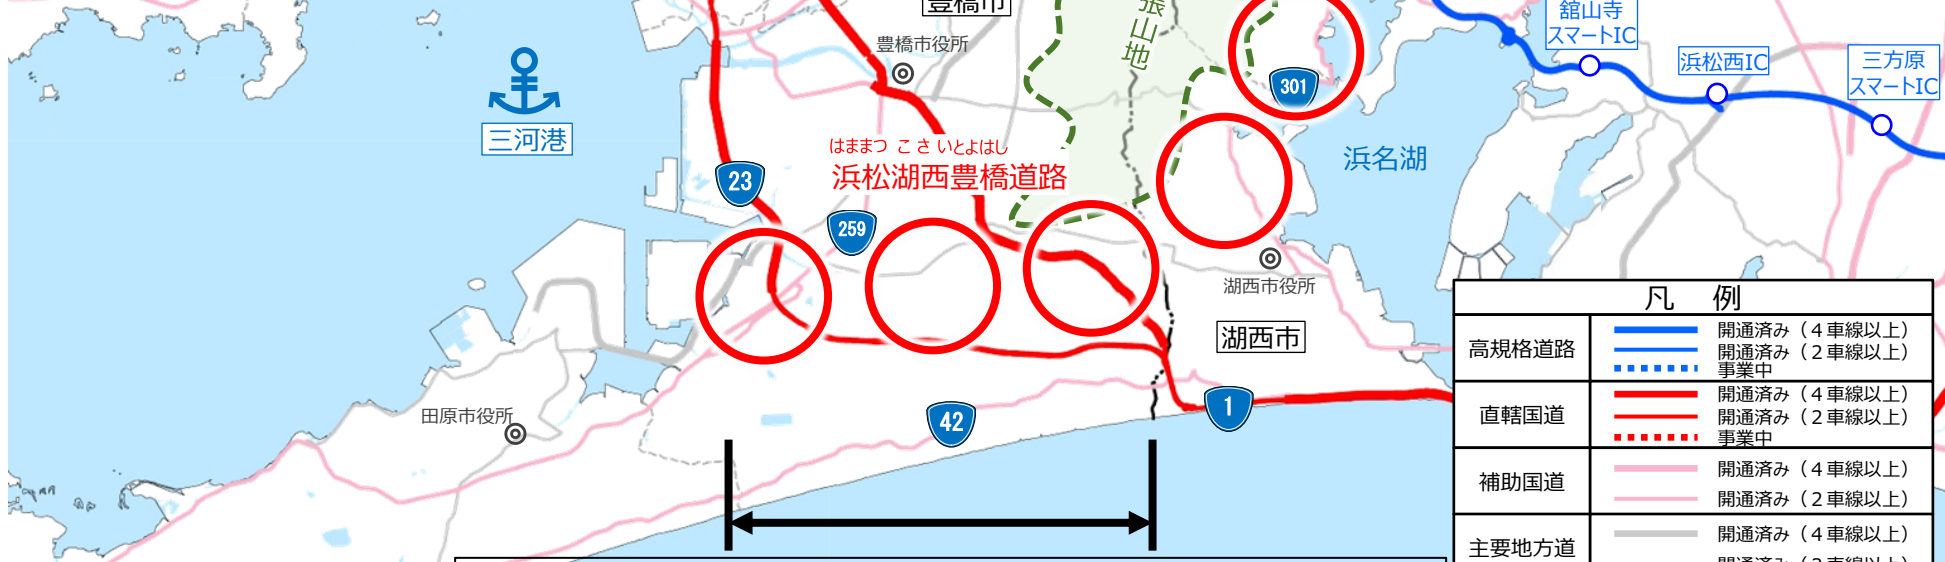 豊橋市
張山地
舘山寺
スマートIC
浜松西IC
三方原
スマートIC
豊橋市役所
301
三河港
はままつ こさいとよはし
浜松湖西豊橋道路
浜名湖
23
259
湖西市役所
湖西市
田原市役所
42
1
凡 例
高規格道路
開通済み（４車線以上）
開通済み（２車線以上）
事業中
直轄国道
開通済み（４車線以上）
開通済み（２車線以上）
事業中
補助国道
開通済み（４車線以上）
開通済み（２車線以上）
主要地方道
開通済み（４車線以上）